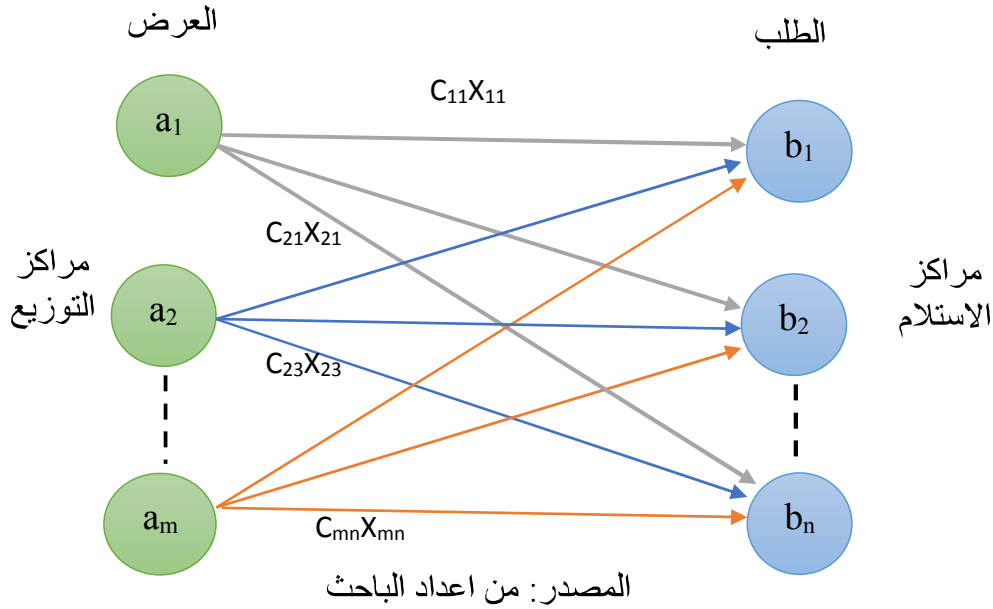 العرض
الطلب
C11X11
a1
b1
C21X21
مراكز
التوزيع
a2
b2
مراكز
الاستلام
C23X23
am
bn
CmnXmn
المصدر: من اعداد الباحث